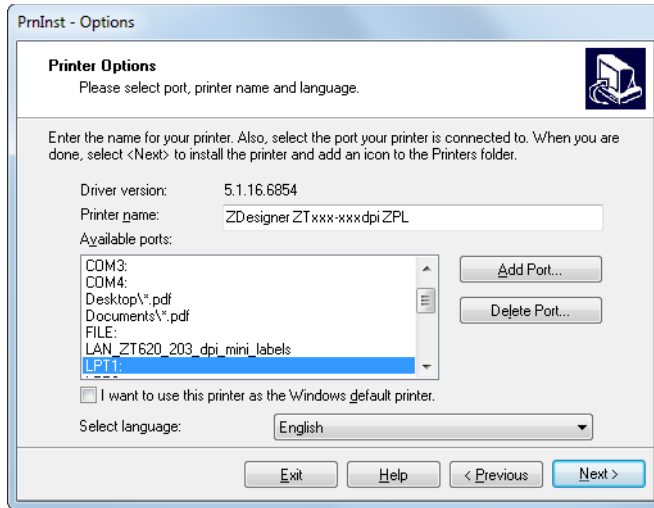 PrnInst - Options
Printer Options
Please select port, printer name and language.
Enter the name for your printer. Also, select the port your printer is connected to. When you are
done, select <Next> to install the printer and add an icon to the Printers folder.
Driver version: 5.1.16.6854
Printer name: ZDesigner ZTxxx-xxxdpi ZPL
Available ports:
COM3:
COM4:
Desktop\*.pdf
Documents\*.pdf
FILE:
LAN_ZT620_203_dpi_mini_labels
LPT1:
Add Port...
Delete Port...
I want to use this printer as the Windows default printer.
Select language: English
Exit Help < Previous Next >